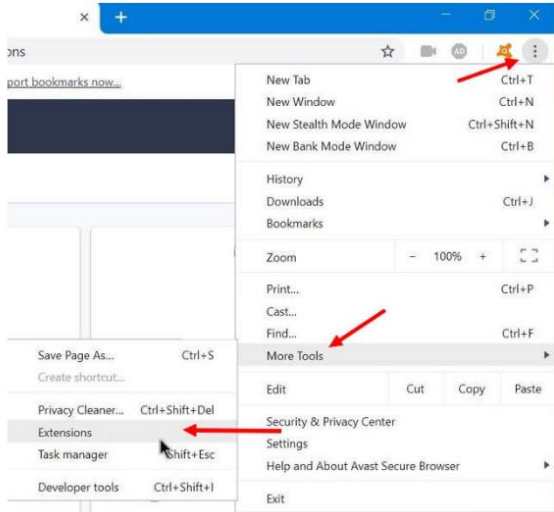 ons
port bookmarks now...
AD
New Tab Ctrl+T
New Window Ctrl+N
New Stealth Mode Window Ctrl+Shift+N
New Bank Mode Window Ctrl+B
History
Downloads Ctrl+J
Bookmarks
Zoom - 100% +
Print... Ctrl+P
Cast...
Find... Ctrl+F
More Tools
Edit Cut Copy Paste
Security & Privacy Center
Settings
Help and About Avast Secure Browser
Exit
Save Page As... Ctrl+S
Create shortcut...
Privacy Cleaner... Ctrl+Shift+Del
Extensions
Task manager Shift+Esc
Developer tools Ctrl+Shift+I